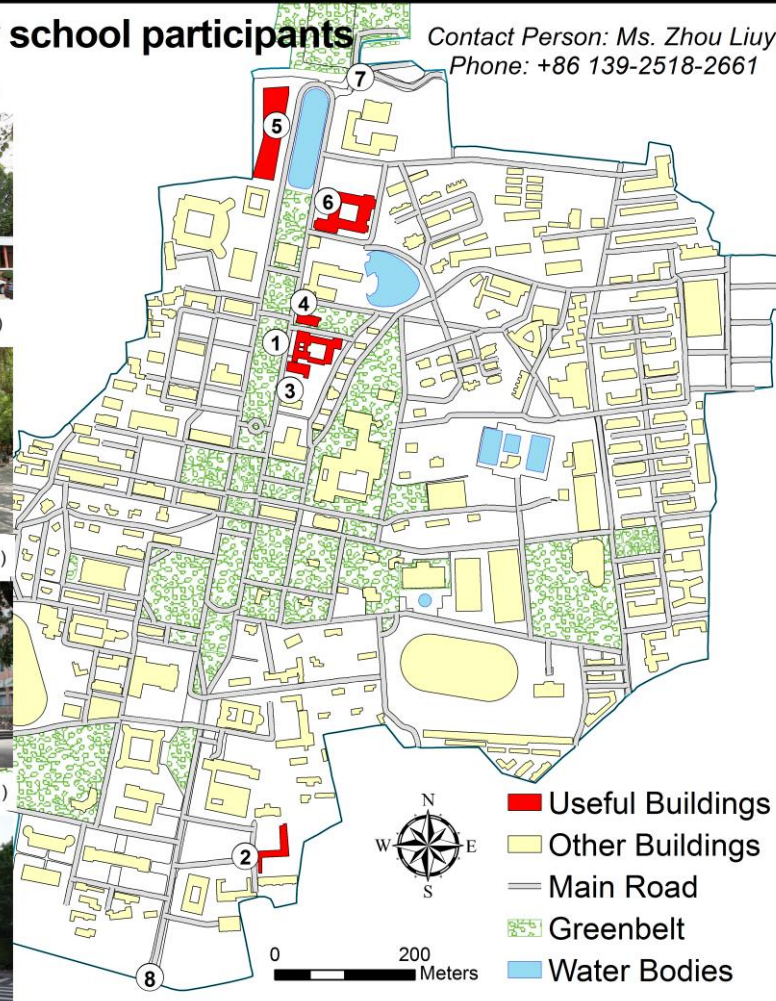 school participants
Contact Person: Ms. Zhou Liuy
Phone: +86 139-2518-2661
7
5
6
4
1
3
2
8
N
W
E
S
0 200
Meters
Useful Buildings
Other Buildings
Main Road
Greenbelt
Water Bodies